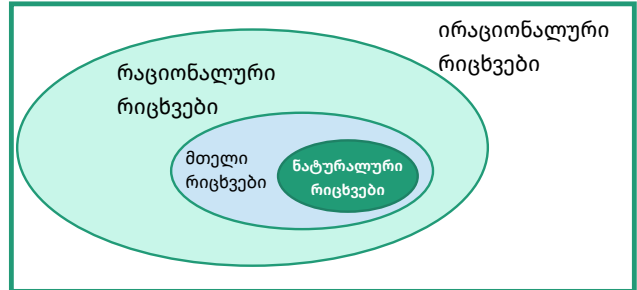 ირაციონალური
რიცხვები
რაციონალური
რიცხვები
მთელი
რიცხვები
ნატურალური
რიცხვები